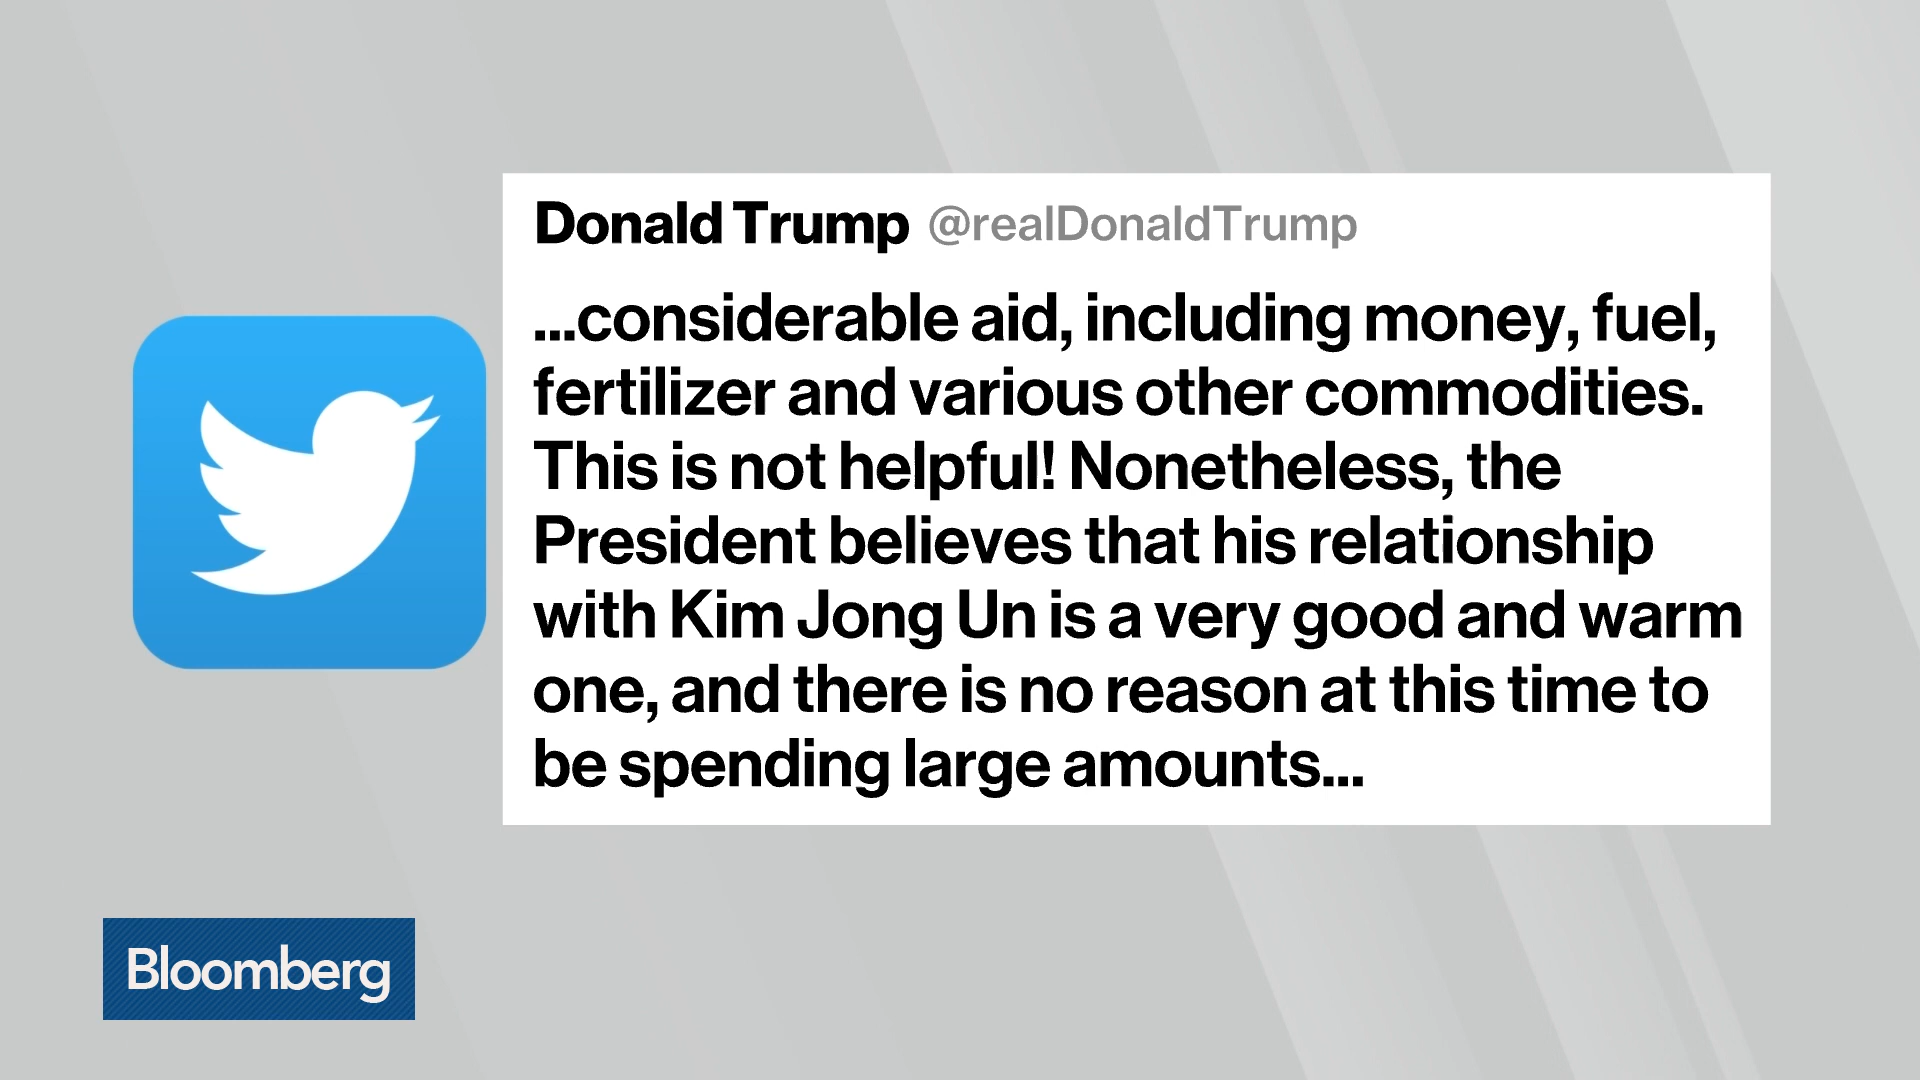 Donald Trump @realDonaldTrump
...considerable aid, including money, fuel,
fertilizer and various other commodities.
This is not helpful! Nonetheless, the
President believes that his relationship
with Kim Jong Un is a very good and warm
one, and there is no reason at this time to
be spending large amounts...
Bloomberg